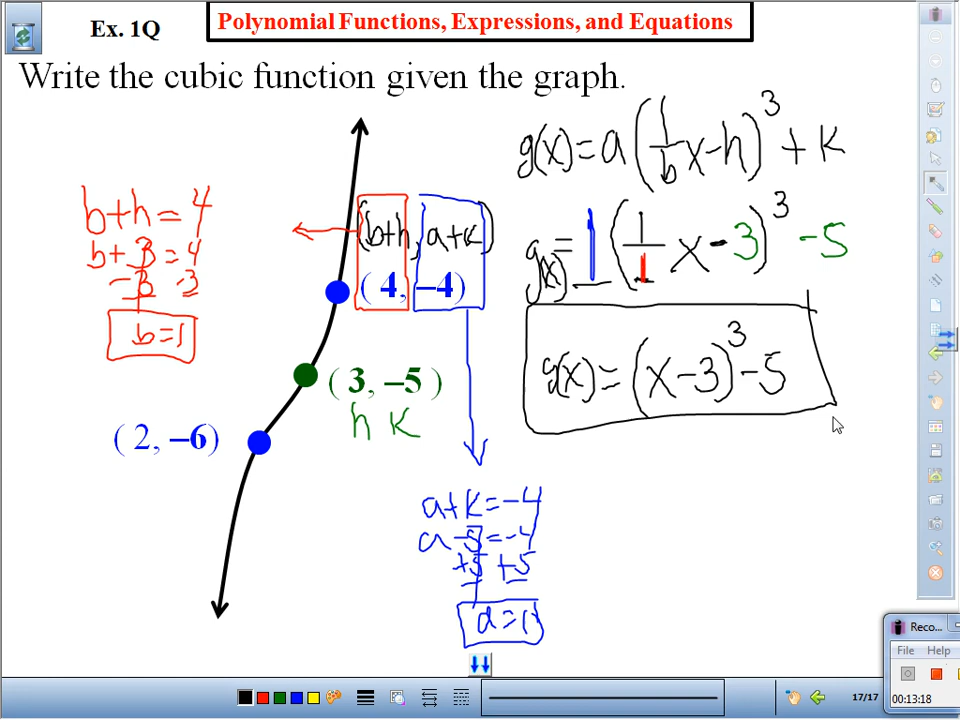 Ex. 1Q
Polynomial Functions, Expressions, and Equations
Write the cubic function given the graph.
g(x) = a(1/b x - h)^3 + k
b+h = 4
b+3 = 4
-3 -3
b=1
(b+h, a+k)
(4, -4)
g(x) = 1(1/1 x - 3)^3 - 5
g(x) = (x-3)^3 - 5
(3, -5)
h k
(2, -6)
a+k = -4
a-5 = -4
+5 +5
a=1
Reco...
File Help
00:13:18
17/17